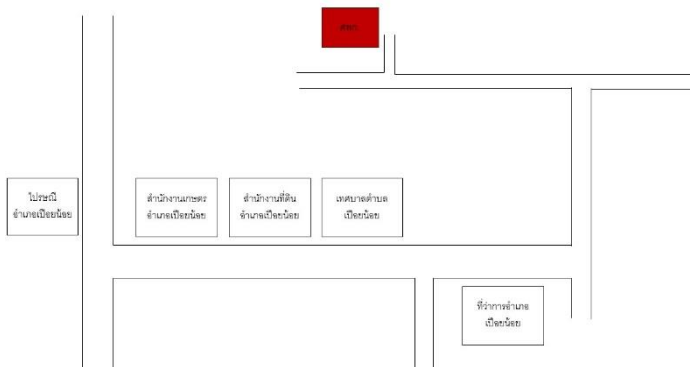 ไปรษณี
อำเภอเปือยน้อย
สำนักงานเกษตร
อำเภอเปือยน้อย
สำนักงานที่ดิน
อำเภอเปือยน้อย
เทศบาลตำบล
เปือยน้อย
ที่ว่าการอำเภอ
เปือยน้อย